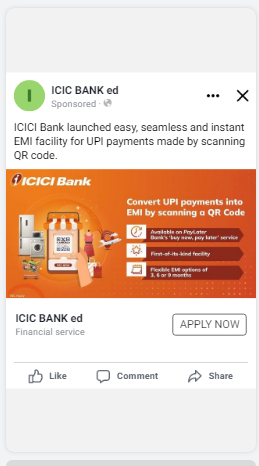 I
ICIC BANK ed
Sponsored ·
ICICI Bank launched easy, seamless and instant
EMI facility for UPI payments made by scanning
QR code.
ICICI Bank
Convert UPI payments into
EMI by scanning a QR Code
Available on PayLater
Bank's 'buy now, pay later' service
First-of-its-kind facility
Flexible EMI options of
3, 6 or 9 months
ICIC BANK ed
Financial service
APPLY NOW
Like
Comment
Share